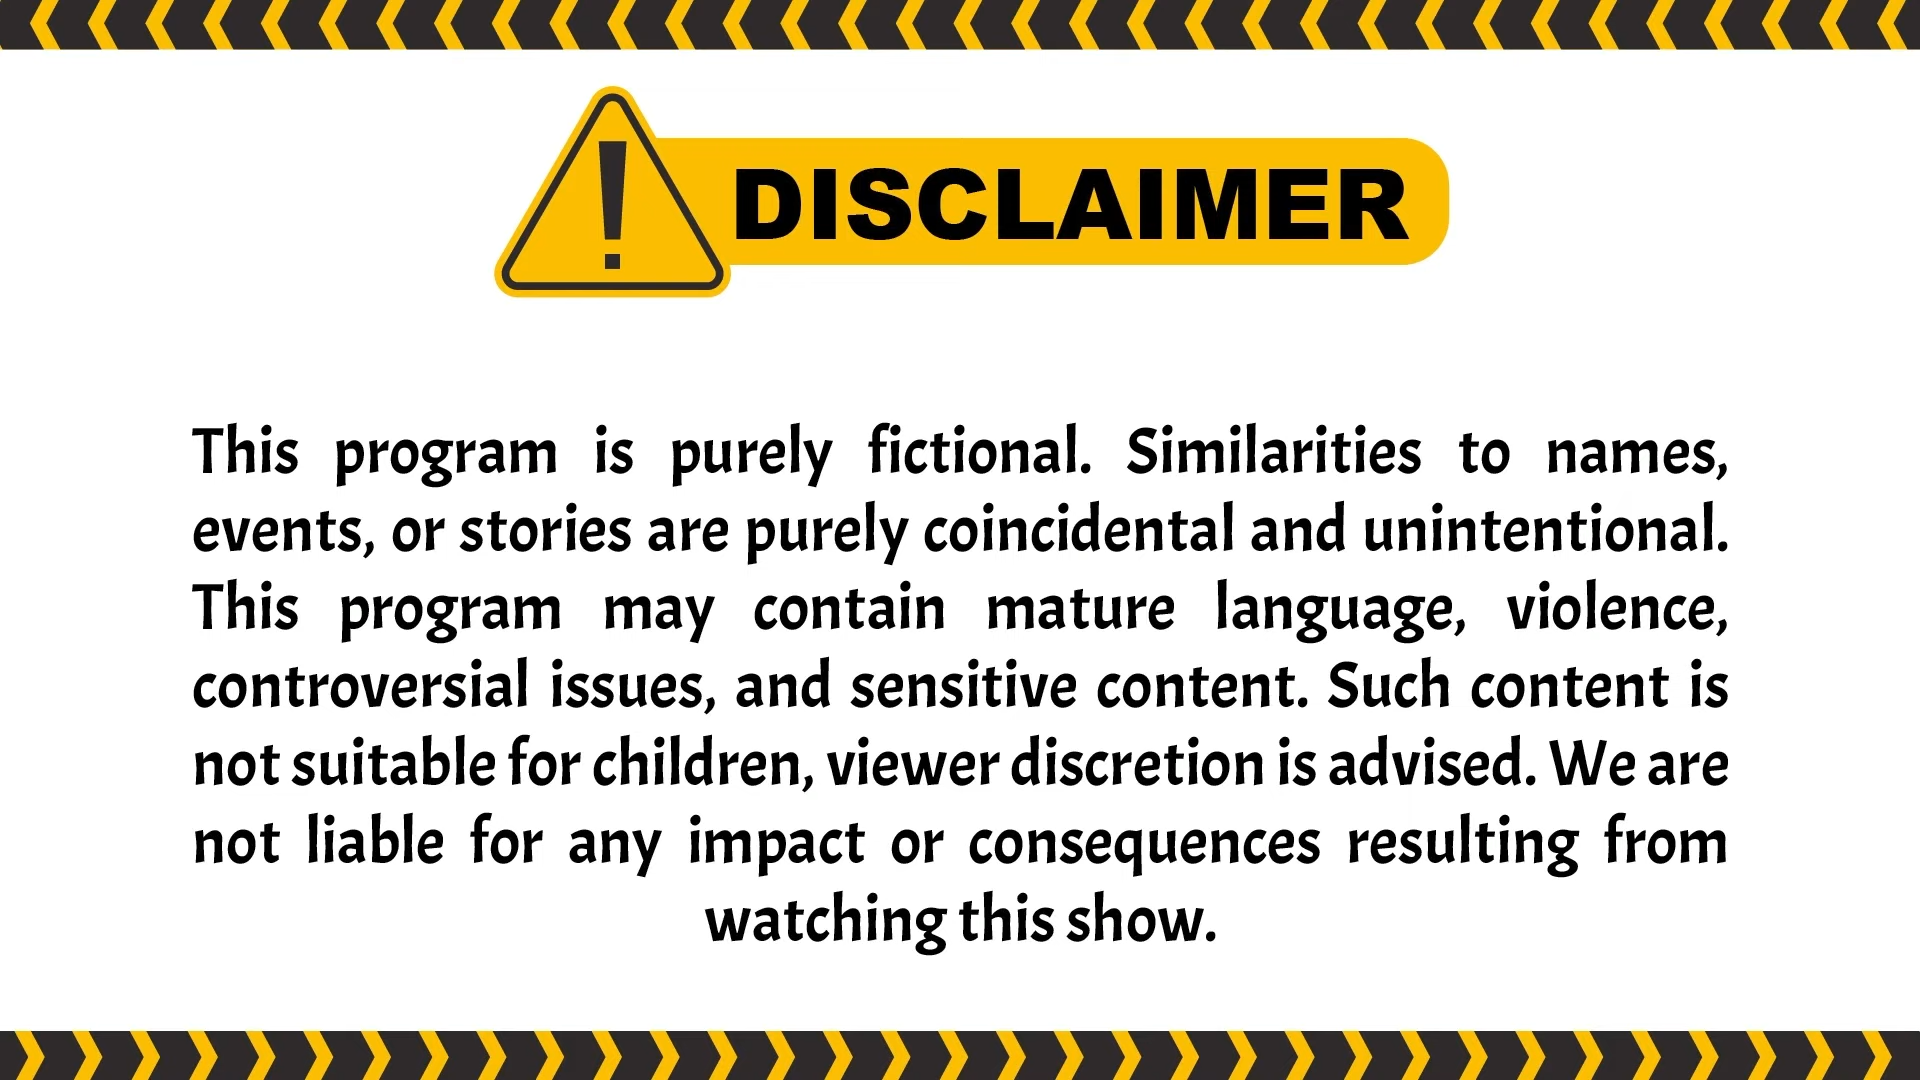 DISCLAIMER
This program is purely fictional. Similarities to names,
events, or stories are purely coincidental and unintentional.
This program may contain mature language, violence,
controversial issues, and sensitive content. Such content is
not suitable for children, viewer discretion is advised. We are
not liable for any impact or consequences resulting from
watching this show.